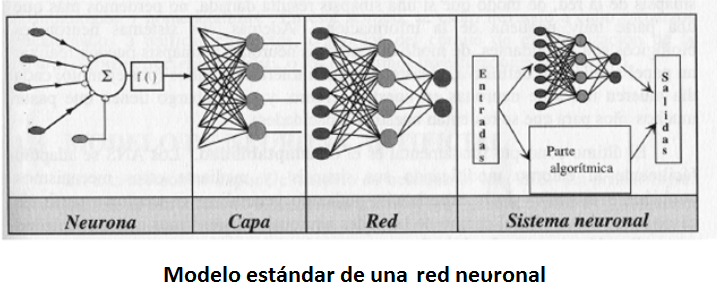 Σ
f ( )
Entradas
Parte
algorítmica
Salidas
Neurona
Capa
Red
Sistema neuronal
Modelo estándar de una red neuronal